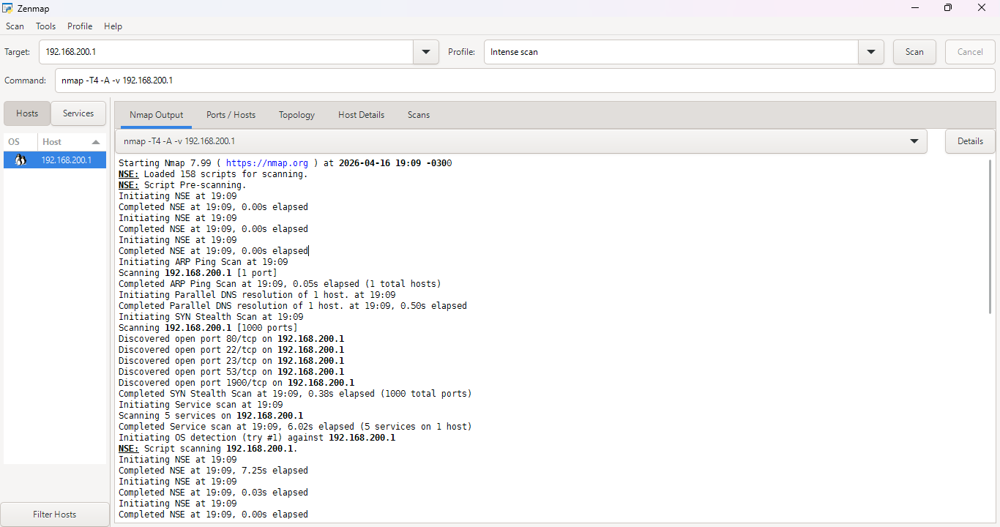 Zenmap
Scan Tools Profile Help
Target: 192.168.200.1 Profile: Intense scan Scan Cancel
Command: nmap -T4 -A -v 192.168.200.1
Hosts Services
Nmap Output Ports / Hosts Topology Host Details Scans
OS Host
192.168.200.1
nmap -T4 -A -v 192.168.200.1 Details
Starting Nmap 7.99 ( https://nmap.org ) at 2026-04-16 19:09 -0300
NSE: Loaded 158 scripts for scanning.
NSE: Script Pre-scanning.
Initiating NSE at 19:09
Completed NSE at 19:09, 0.00s elapsed
Initiating NSE at 19:09
Completed NSE at 19:09, 0.00s elapsed
Initiating NSE at 19:09
Completed NSE at 19:09, 0.00s elapsed
Initiating ARP Ping Scan at 19:09
Scanning 192.168.200.1 [1 port]
Completed ARP Ping Scan at 19:09, 0.05s elapsed (1 total hosts)
Initiating Parallel DNS resolution of 1 host. at 19:09
Completed Parallel DNS resolution of 1 host. at 19:09, 0.50s elapsed
Initiating SYN Stealth Scan at 19:09
Scanning 192.168.200.1 [1000 ports]
Discovered open port 80/tcp on 192.168.200.1
Discovered open port 22/tcp on 192.168.200.1
Discovered open port 23/tcp on 192.168.200.1
Discovered open port 53/tcp on 192.168.200.1
Discovered open port 1900/tcp on 192.168.200.1
Completed SYN Stealth Scan at 19:09, 0.38s elapsed (1000 total ports)
Initiating Service scan at 19:09
Scanning 5 services on 192.168.200.1
Completed Service scan at 19:09, 6.02s elapsed (5 services on 1 host)
Initiating OS detection (try #1) against 192.168.200.1
NSE: Script scanning 192.168.200.1.
Initiating NSE at 19:09
Completed NSE at 19:09, 7.25s elapsed
Initiating NSE at 19:09
Completed NSE at 19:09, 0.03s elapsed
Initiating NSE at 19:09
Completed NSE at 19:09, 0.00s elapsed
Filter Hosts